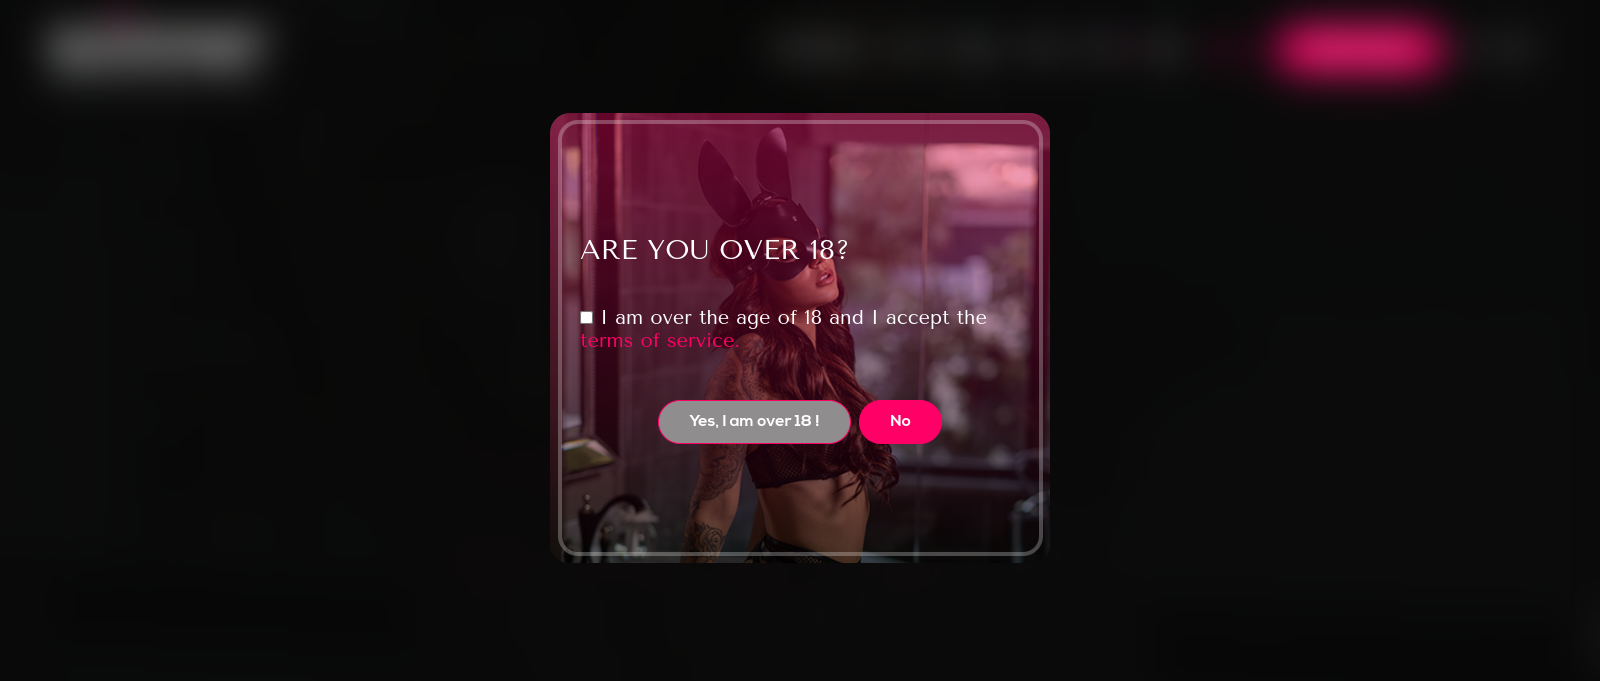 ARE YOU OVER 18?
I am over the age of 18 and I accept the
terms of service.
Yes, I am over 18 !
No